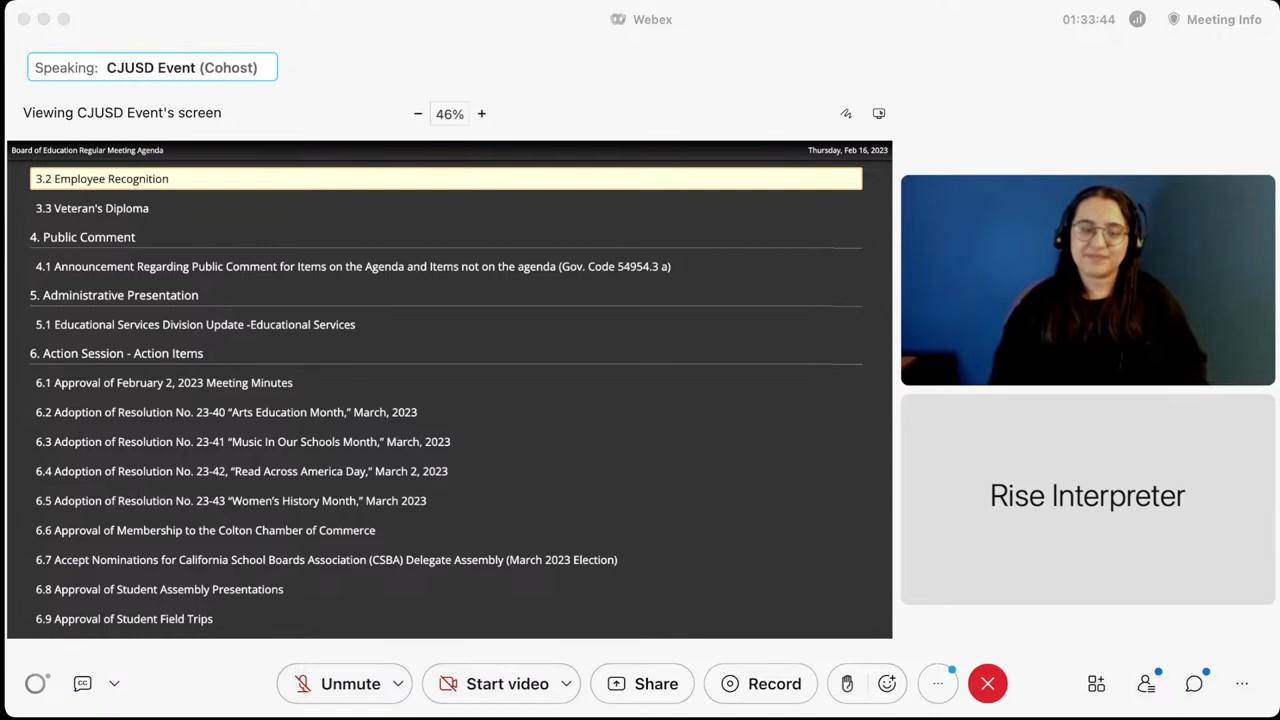 Webex
01:33:44
Meeting Info
Speaking: CJUSD Event (Cohost)
Viewing CJUSD Event's screen
− 46% +
Board of Education Regular Meeting Agenda
Thursday, Feb 16, 2023
3.2 Employee Recognition
3.3 Veteran's Diploma
4. Public Comment
4.1 Announcement Regarding Public Comment for Items on the Agenda and Items not on the agenda (Gov. Code 54954.3 a)
5. Administrative Presentation
5.1 Educational Services Division Update -Educational Services
6. Action Session - Action Items
6.1 Approval of February 2, 2023 Meeting Minutes
6.2 Adoption of Resolution No. 23-40 “Arts Education Month,” March, 2023
6.3 Adoption of Resolution No. 23-41 “Music In Our Schools Month,” March, 2023
6.4 Adoption of Resolution No. 23-42, “Read Across America Day,” March 2, 2023
6.5 Adoption of Resolution No. 23-43 “Women’s History Month,” March 2023
6.6 Approval of Membership to the Colton Chamber of Commerce
6.7 Accept Nominations for California School Boards Association (CSBA) Delegate Assembly (March 2023 Election)
6.8 Approval of Student Assembly Presentations
6.9 Approval of Student Field Trips
Rise Interpreter
CC
Unmute
Start video
Share
Record